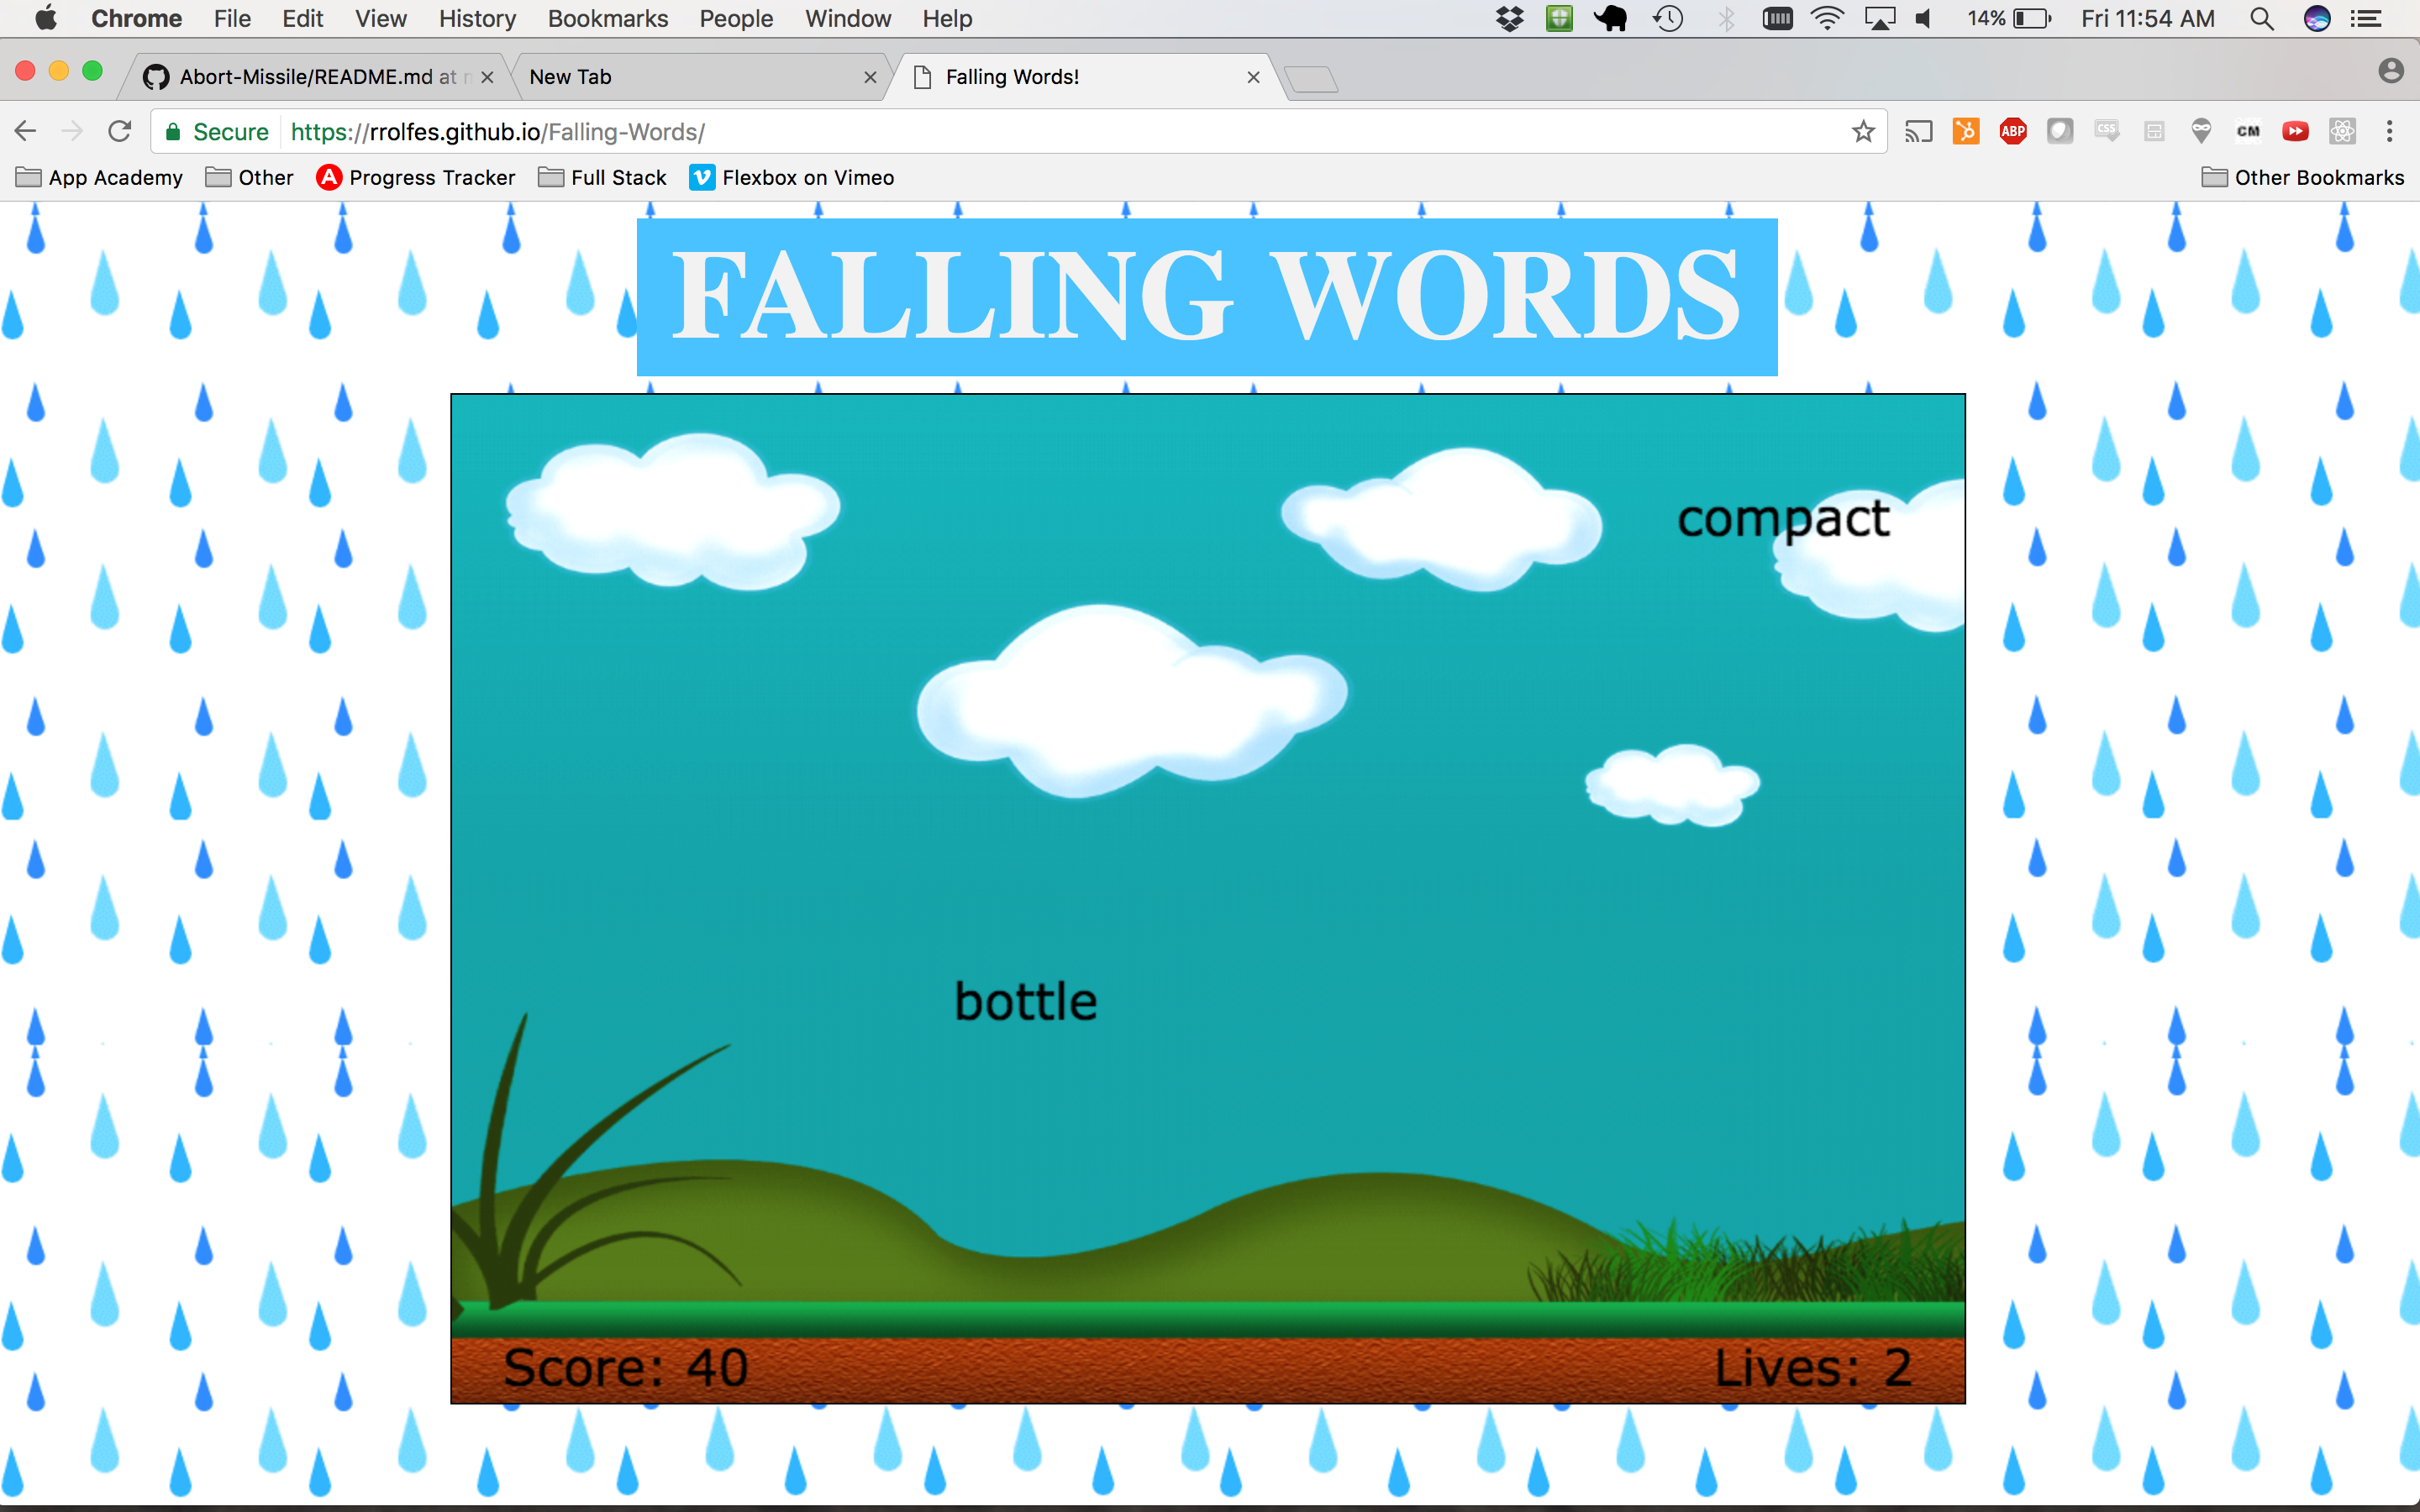 Chrome File Edit View History Bookmarks People Window Help 14% Fri 11:54 AM
Abort-Missile/README.md at New Tab Falling Words!
Secure https://rrolfes.github.io/Falling-Words/ ABP CSS CM
App Academy Other Progress Tracker Full Stack Flexbox on Vimeo Other Bookmarks
FALLING WORDS
compact
bottle
Score: 40 Lives: 2